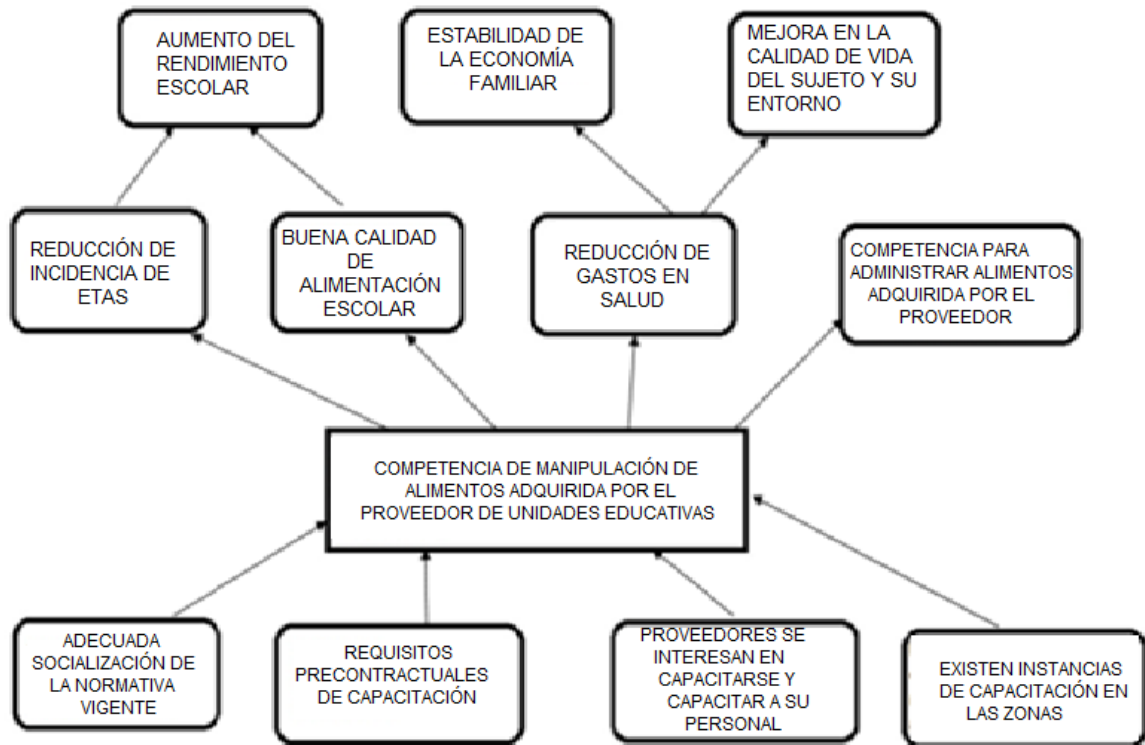 AUMENTO DEL
RENDIMIENTO
ESCOLAR
ESTABILIDAD DE
LA ECONOMÍA
FAMILIAR
MEJORA EN LA
CALIDAD DE VIDA
DEL SUJETO Y SU
ENTORNO
REDUCCIÓN DE
INCIDENCIA DE
ETAS
BUENA CALIDAD
DE
ALIMENTACIÓN
ESCOLAR
REDUCCIÓN DE
GASTOS EN
SALUD
COMPETENCIA PARA
ADMINISTRAR ALIMENTOS
ADQUIRIDA POR EL
PROVEEDOR
COMPETENCIA DE MANIPULACIÓN DE
ALIMENTOS ADQUIRIDA POR EL
PROVEEDOR DE UNIDADES EDUCATIVAS
ADECUADA
SOCIALIZACIÓN DE
LA NORMATIVA
VIGENTE
REQUISITOS
PRECONTRACTUALES
DE CAPACITACIÓN
PROVEEDORES SE
INTERESAN EN
CAPACITARSE Y
CAPACITAR A SU
PERSONAL
EXISTEN INSTANCIAS
DE CAPACITACIÓN EN
LAS ZONAS